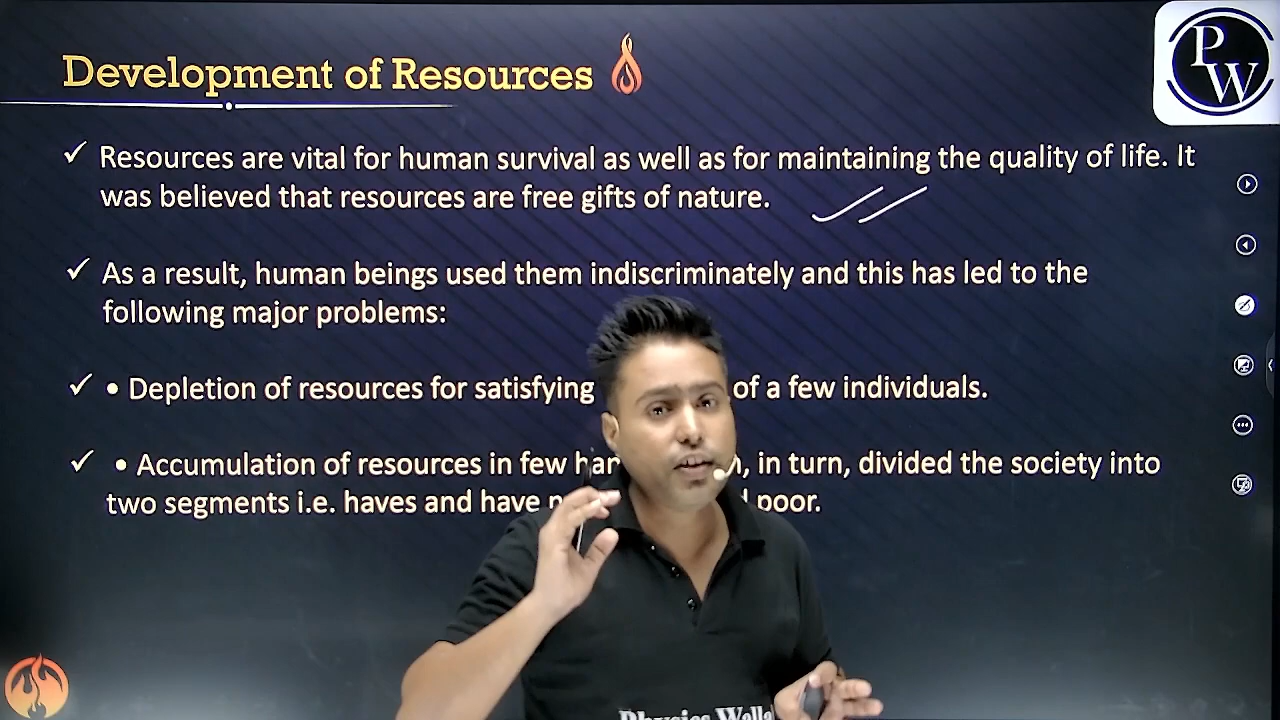 Development of Resources
PW
✓ Resources are vital for human survival as well as for maintaining the quality of life. It
was believed that resources are free gifts of nature.
✓ As a result, human beings used them indiscriminately and this has led to the
following major problems:
✓ • Depletion of resources for satisfying of a few individuals.
✓ • Accumulation of resources in few in turn, divided the society into
two segments i.e. haves and have poor.